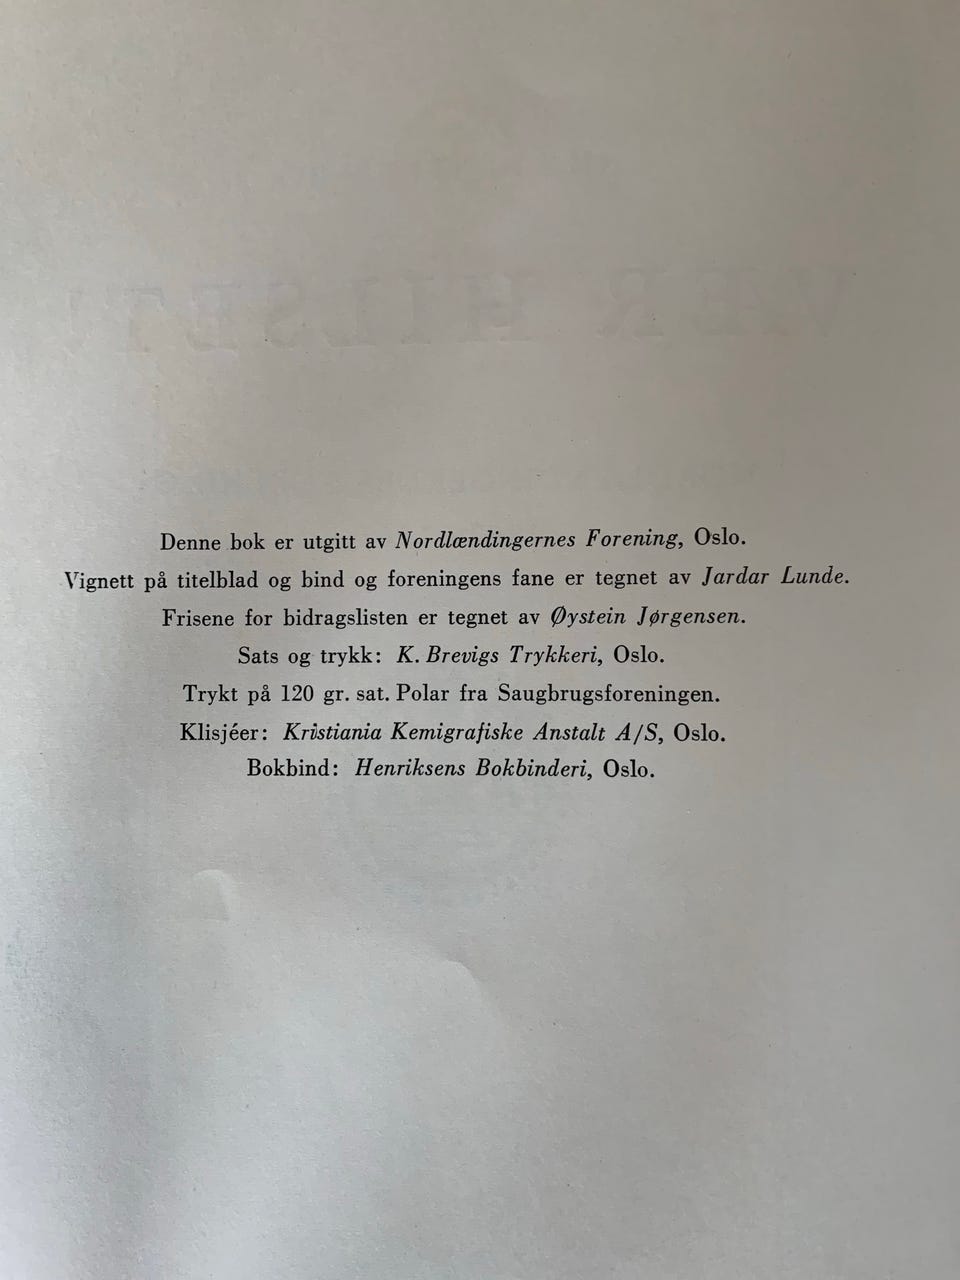 Denne bok er utgitt av Nordlændingernes Forening, Oslo.
Vignett på titelblad og bind og foreningens fane er tegnet av Jardar Lunde.
Frisene for bidragslisten er tegnet av Øystein Jørgensen.
Sats og trykk: K. Brevigs Trykkeri, Oslo.
Trykt på 120 gr. sat. Polar fra Saugbrugsforeningen.
Klisjéer: Kristiania Kemigrafiske Anstalt A/S, Oslo.
Bokbind: Henriksens Bokbinderi, Oslo.